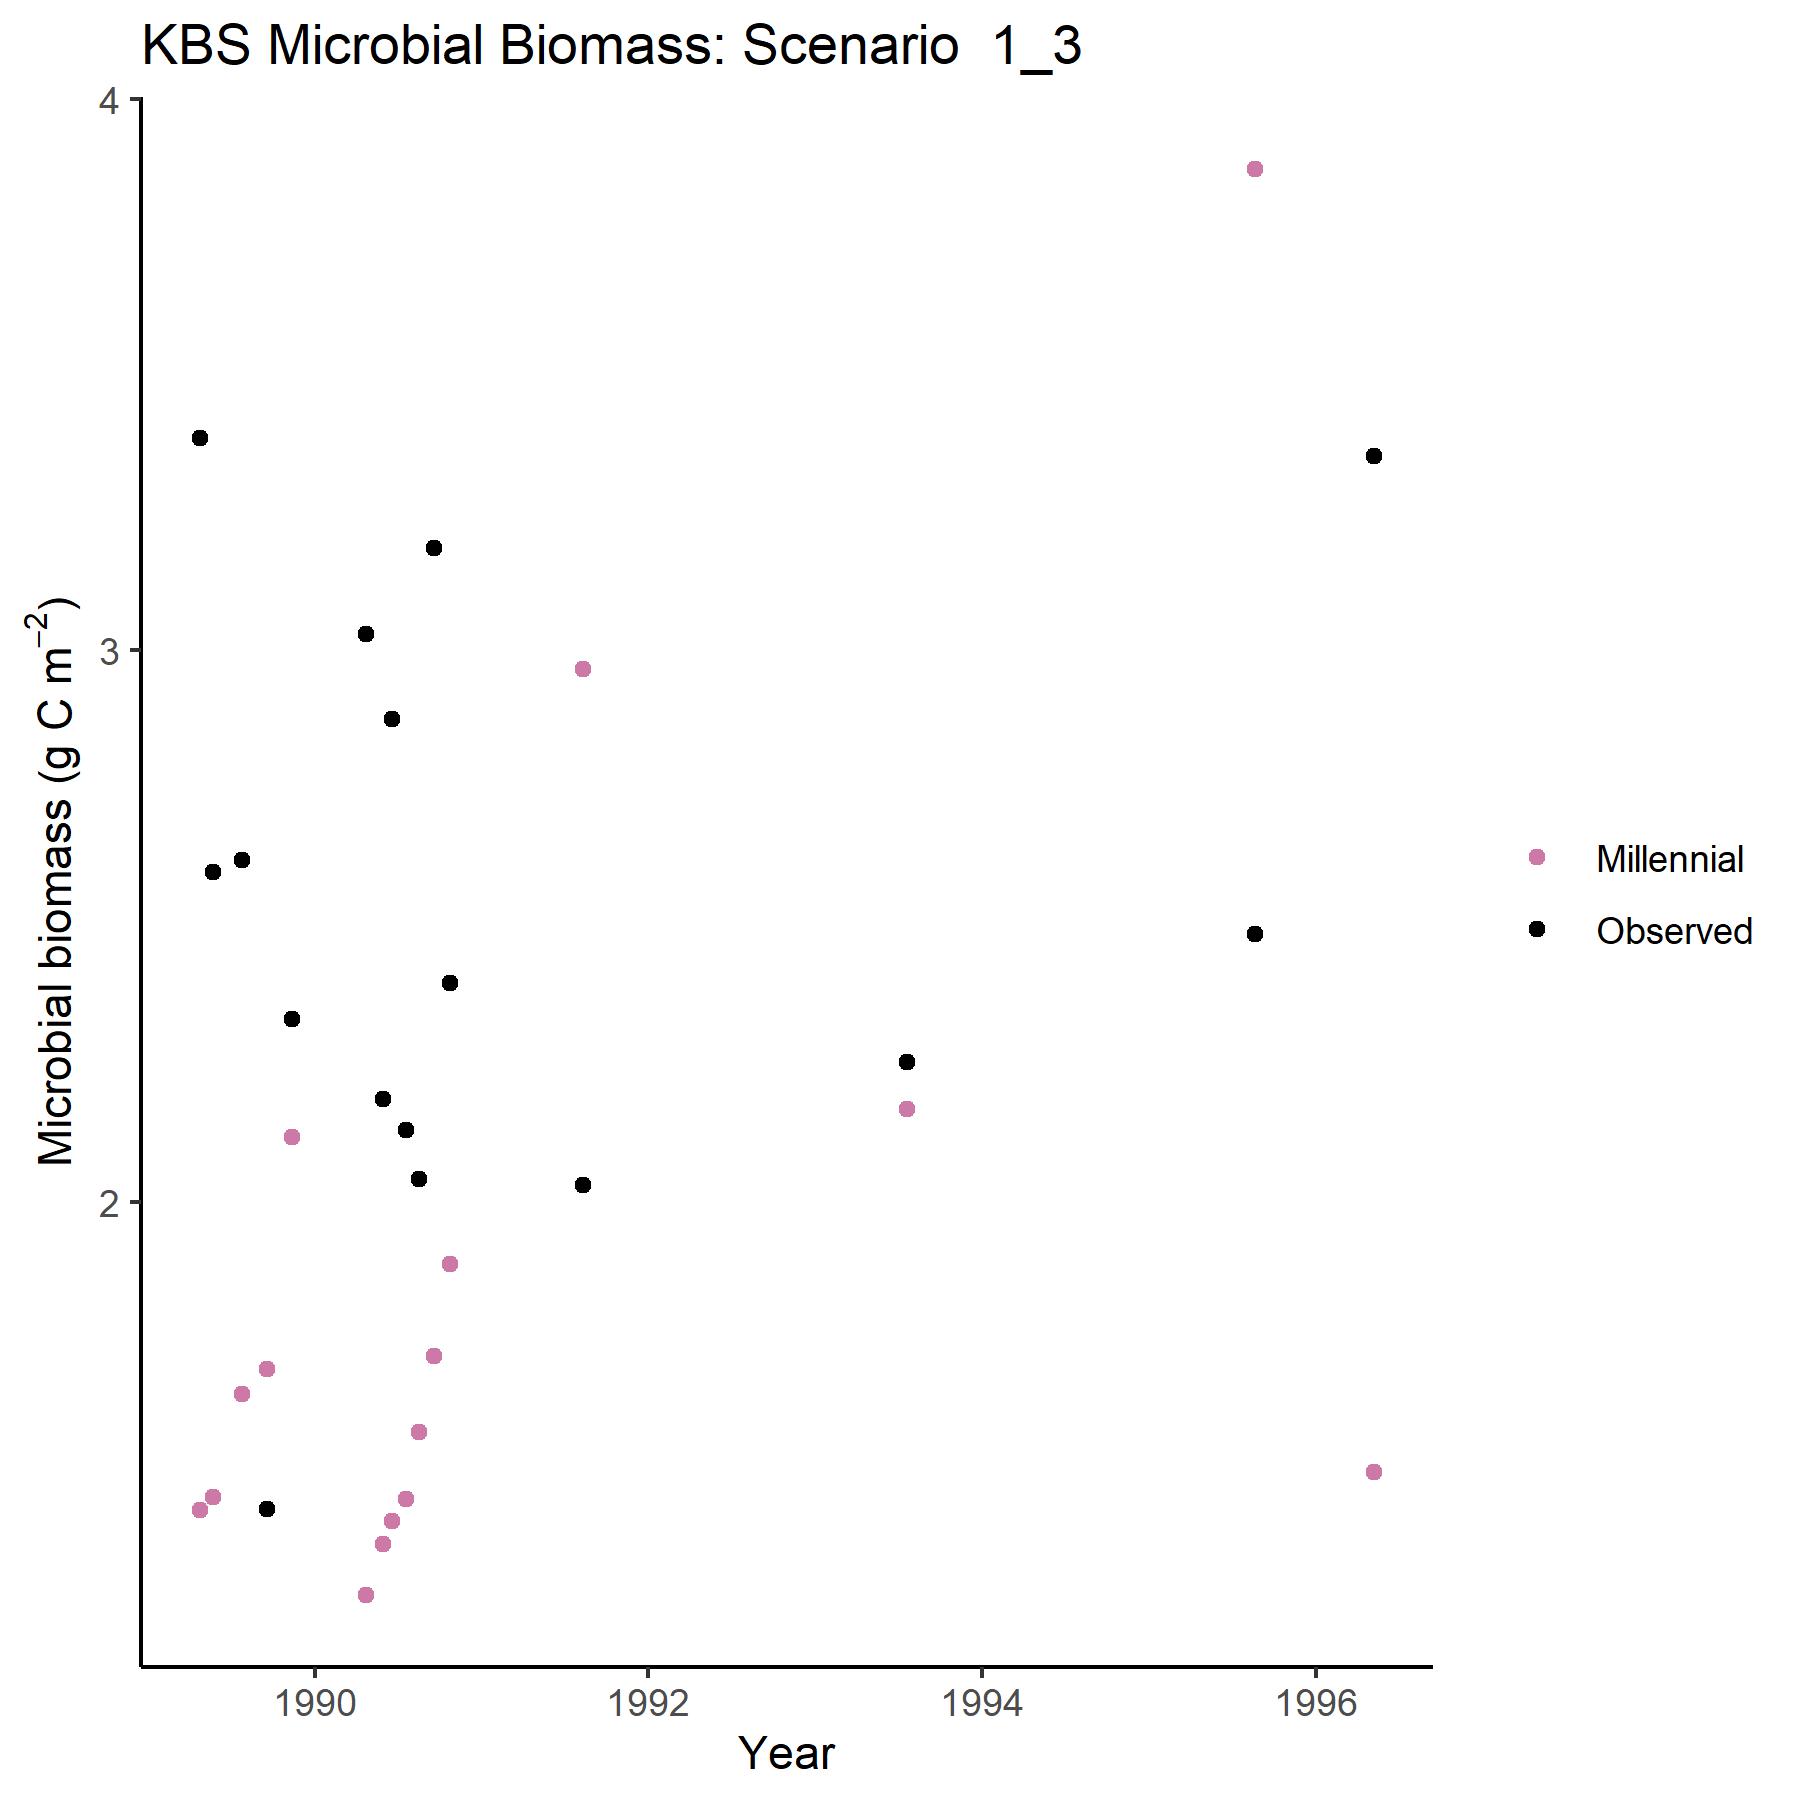 KBS Microbial Biomass: Scenario  1_3
4
3
2
Microbial biomass (g C m⁻²)
1990 1992 1994 1996
Year
Millennial
Observed